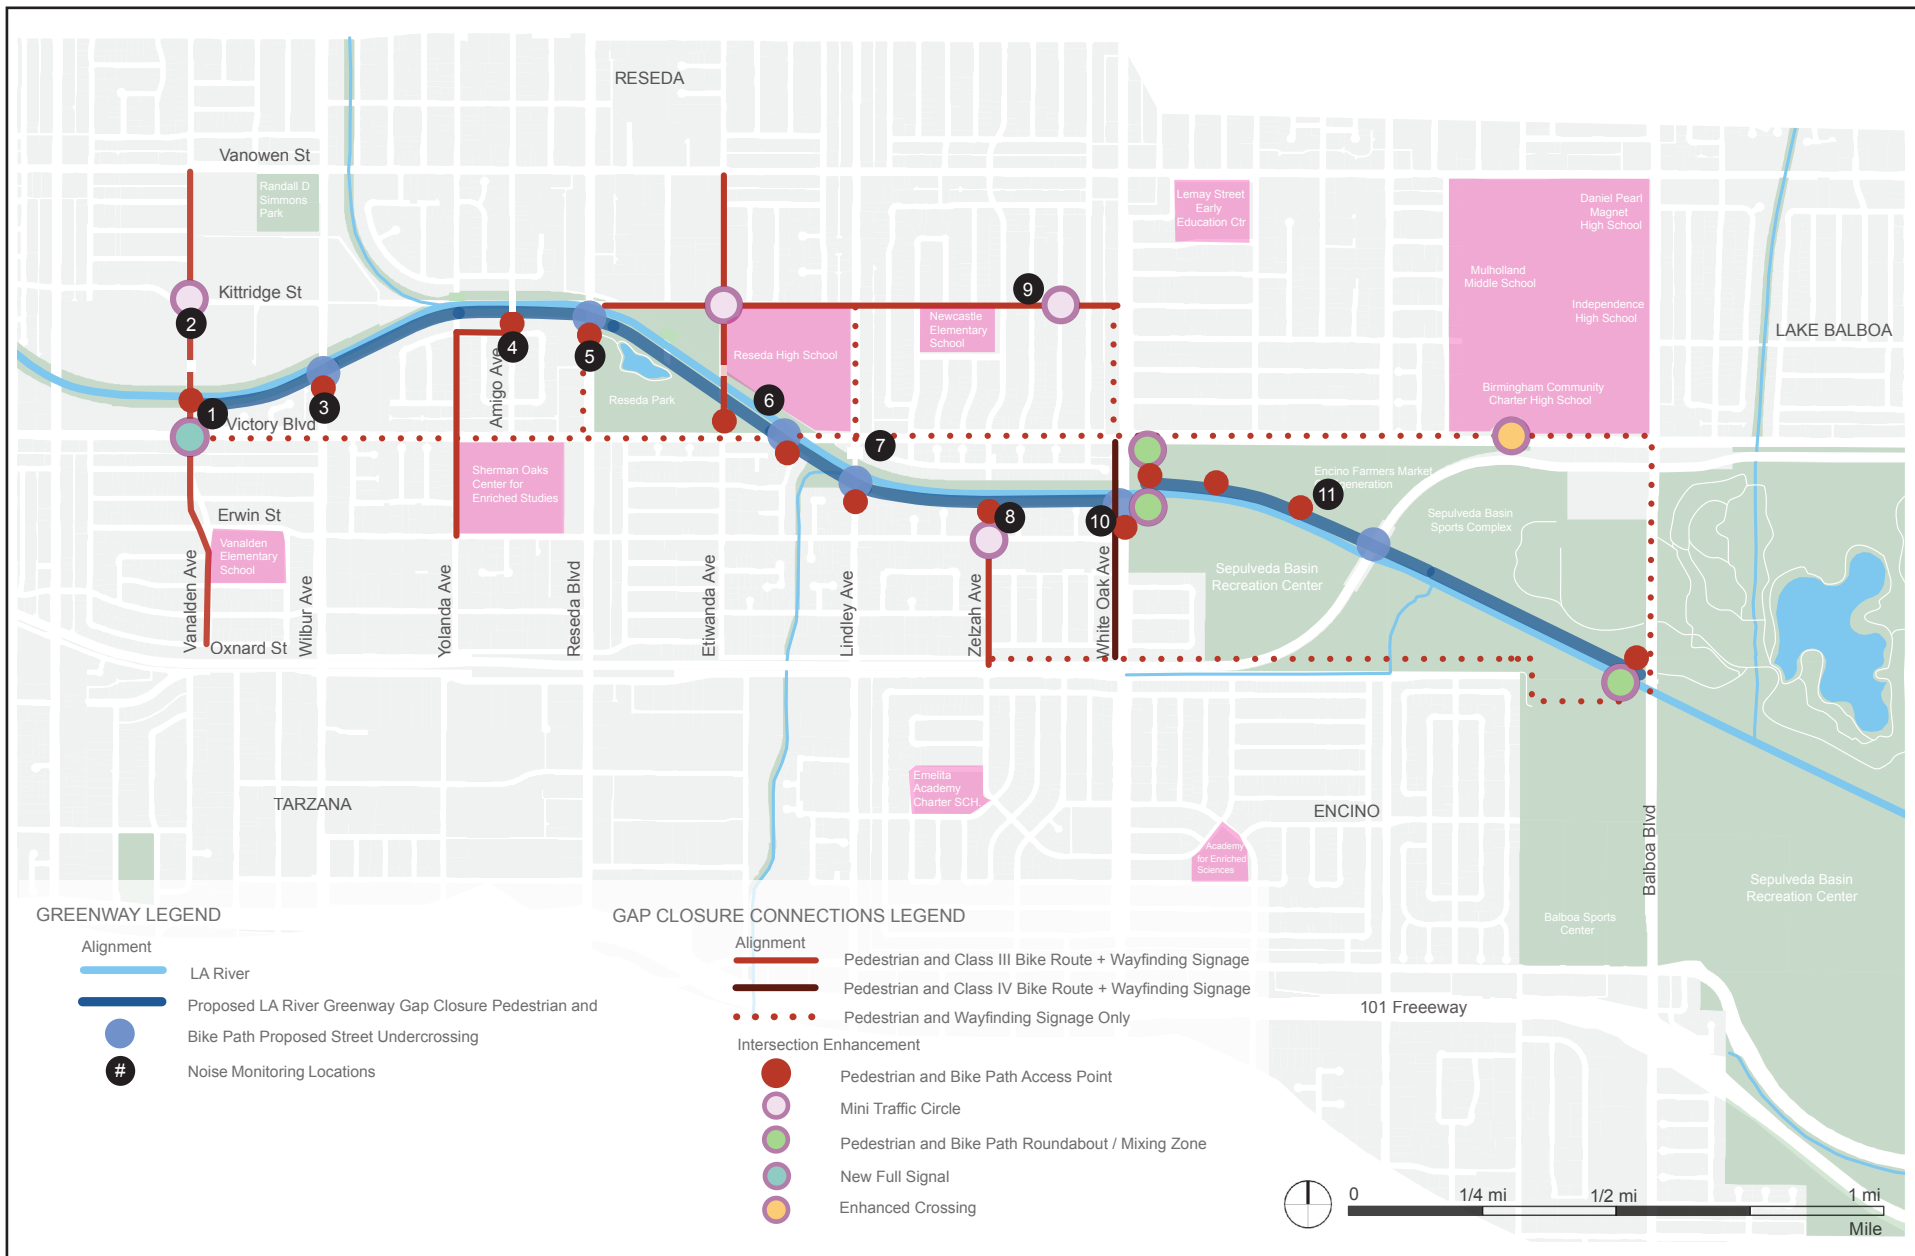 RESEDA
Vanowen St
Randall D
Simmons
Park
Lemay Street
Early
Education Ctr
Daniel Pearl
Magnet
High School
Mulholland
Middle School
Independence
High School
Kittridge St
2
9
Newcastle
Elementary
School
LAKE BALBOA
4
5
Reseda High School
Amigo Ave
3
Reseda Park
6
Birmingham Community
Charter High School
1
Victory Blvd
7
Sherman Oaks
Center for
Enriched Studies
Encino Farmers Market
generation
11
Sepulveda Basin
Sports Complex
Erwin St
8
10
Vanalden
Elementary
School
Sepulveda Basin
Recreation Center
Vanalden Ave
Oxnard St
Wilbur Ave
Yolanda Ave
Reseda Blvd
Etiwanda Ave
Lindley Ave
Zelzah Ave
White Oak Ave
Emelita
Academy
Charter SCH.
TARZANA
ENCINO
Academy
for Enriched
Sciences
Balboa Blvd
Sepulveda Basin
Recreation Center
Balboa Sports
Center
101 Freeeway
GREENWAY LEGEND
Alignment
LA River
Proposed LA River Greenway Gap Closure Pedestrian and
Bike Path Proposed Street Undercrossing
#
Noise Monitoring Locations
GAP CLOSURE CONNECTIONS LEGEND
Alignment
Pedestrian and Class III Bike Route + Wayfinding Signage
Pedestrian and Class IV Bike Route + Wayfinding Signage
Pedestrian and Wayfinding Signage Only
Intersection Enhancement
Pedestrian and Bike Path Access Point
Mini Traffic Circle
Pedestrian and Bike Path Roundabout / Mixing Zone
New Full Signal
Enhanced Crossing
0
1/4 mi
1/2 mi
1 mi
Mile